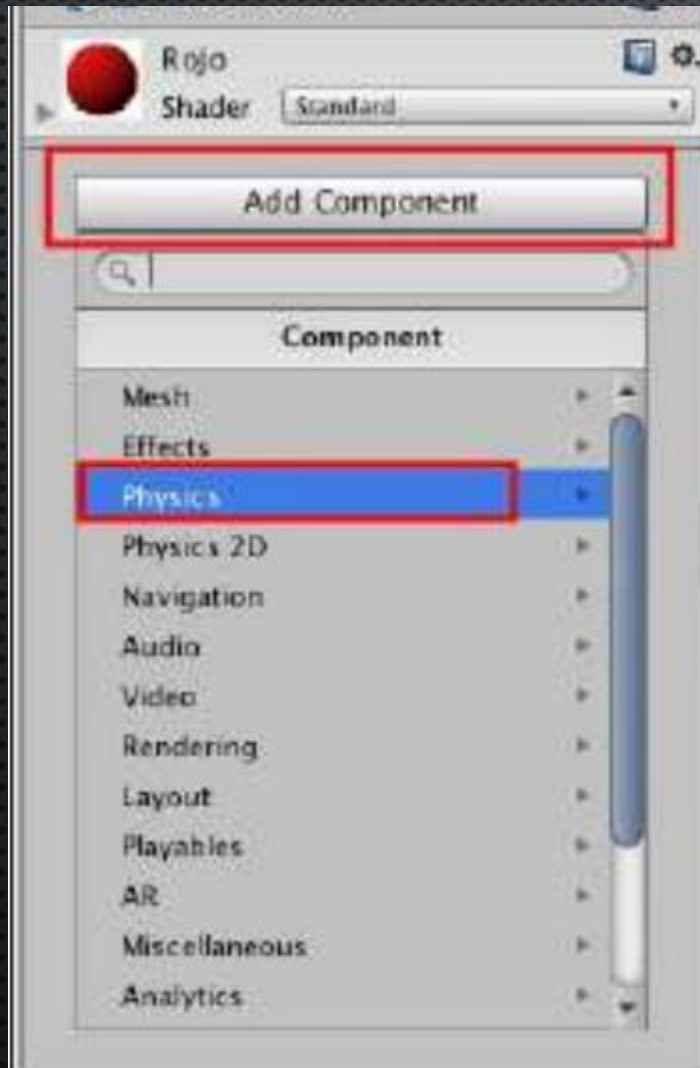 Rojo
Shader Standard
Add Component
Component
Mesh
Effects
Physics
Physics 2D
Navigation
Audio
Video
Rendering
Layout
Playables
AR
Miscellaneous
Analytics